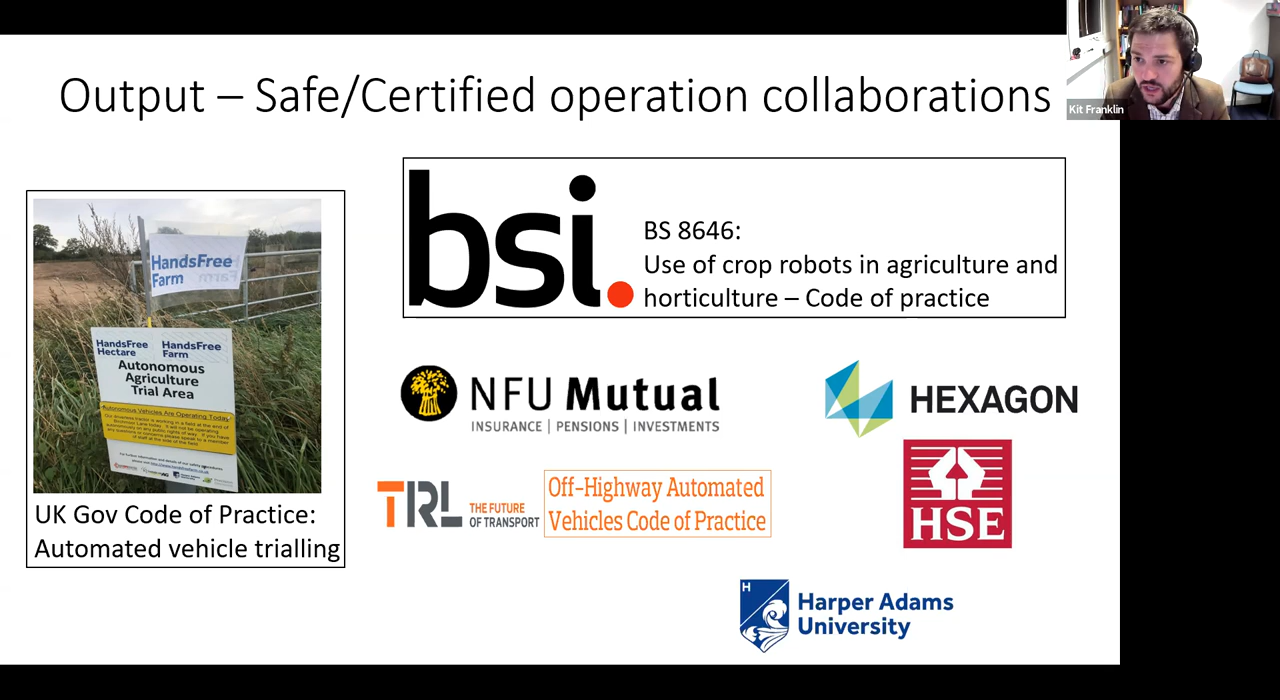 Output – Safe/Certified operation collaborations
Kit Franklin
HandsFree
Farm
HandsFree
Hectare
HandsFree
Farm
Autonomous
Agriculture
Trial Area
Autonomous Vehicles Are Operating Today
UK Gov Code of Practice:
Automated vehicle trialling
bsi.
BS 8646:
Use of crop robots in agriculture and
horticulture – Code of practice
NFU Mutual
INSURANCE | PENSIONS | INVESTMENTS
HEXAGON
TRL THE FUTURE
OF TRANSPORT
Off-Highway Automated
Vehicles Code of Practice
HSE
H
Harper Adams
University